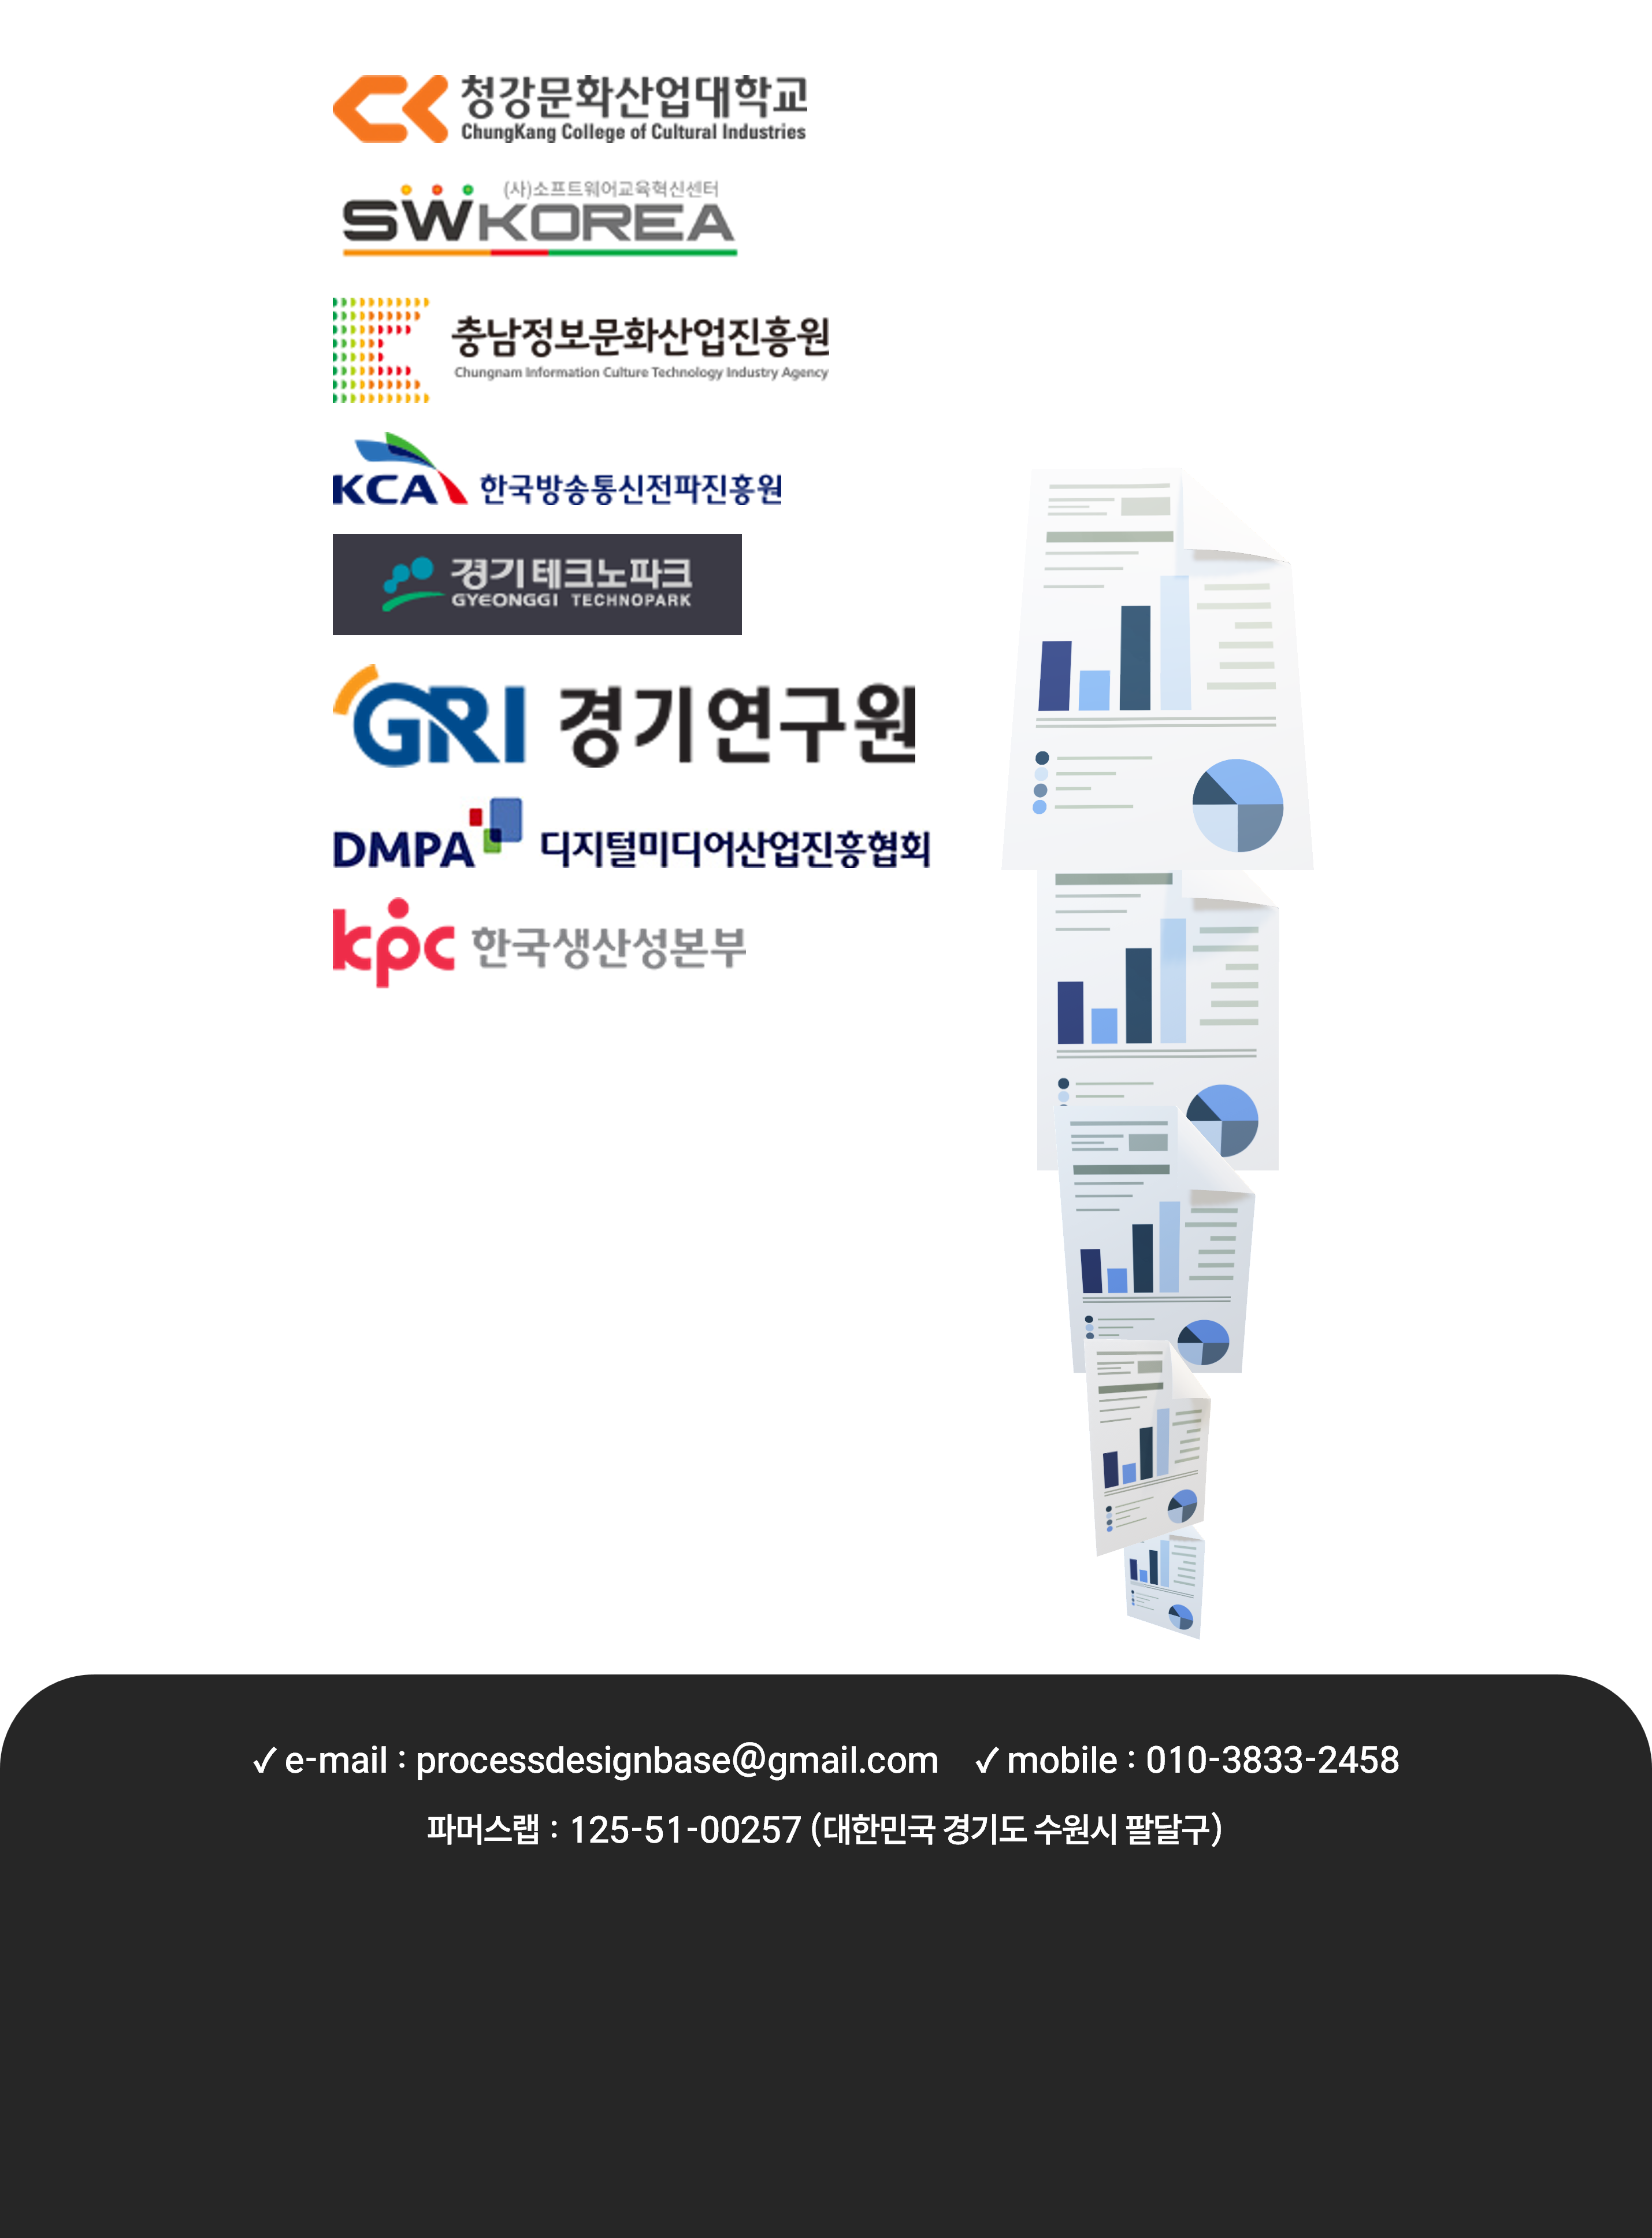 청강문화산업대학교
ChungKang College of Cultural Industries
(사)소프트웨어교육혁신센터
SWKOREA
충남정보문화산업진흥원
Chungnam Information Culture Technology Industry Agency
KCA 한국방송통신전파진흥원
경기테크노파크
GYEONGGI TECHNOPARK
GRI 경기연구원
DMPA 디지털미디어산업진흥협회
kpc 한국생산성본부
✓ e-mail : processdesignbase@gmail.com ✓ mobile : 010-3833-2458
파머스랩 : 125-51-00257 (대한민국 경기도 수원시 팔달구)